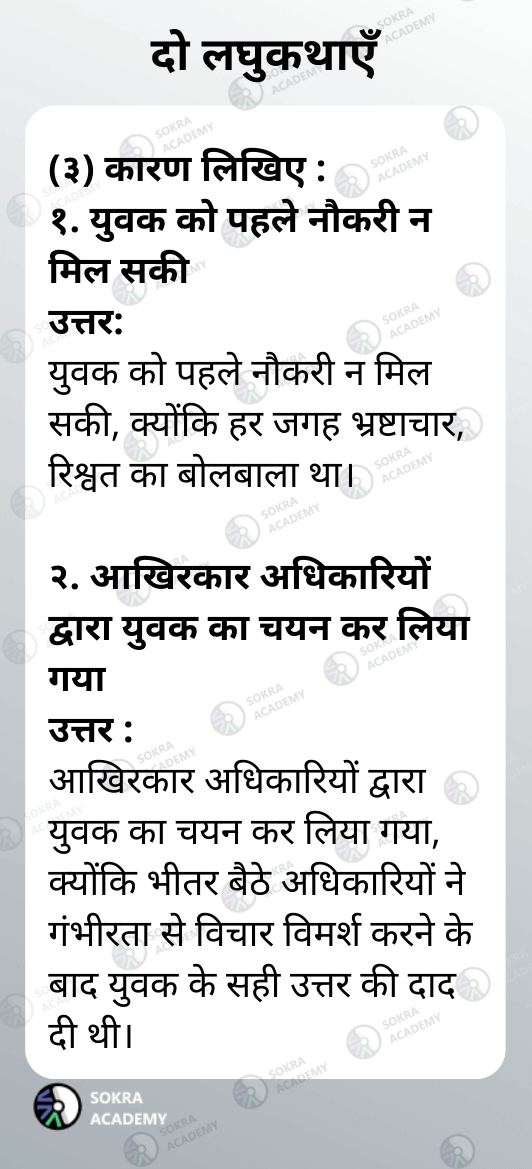 दो लघुकथाएँ
(३) कारण लिखिए :
१. युवक को पहले नौकरी न
मिल सकी
उत्तर:
युवक को पहले नौकरी न मिल
सकी, क्योंकि हर जगह भ्रष्टाचार,
रिश्वत का बोलबाला था।
२. आखिरकार अधिकारियों
द्वारा युवक का चयन कर लिया
गया
उत्तर :
आखिरकार अधिकारियों द्वारा
युवक का चयन कर लिया गया,
क्योंकि भीतर बैठे अधिकारियों ने
गंभीरता से विचार विमर्श करने के
बाद युवक के सही उत्तर की दाद
दी थी।
SOKRA
ACADEMY